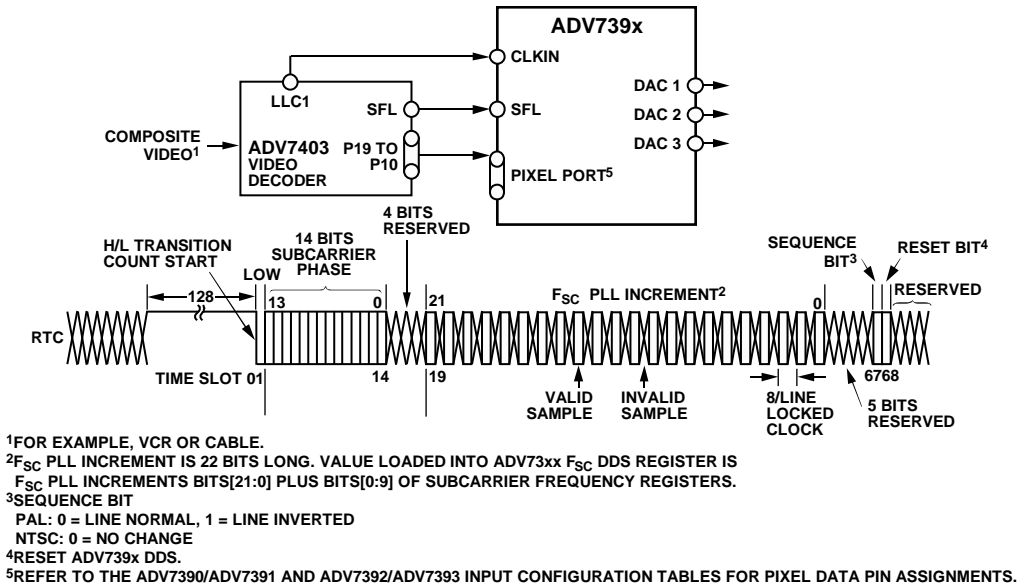 ADV739x
CLKIN
LLC1
DAC 1
SFL
SFL
DAC 2
COMPOSITE
VIDEO1
ADV7403
VIDEO
DECODER
P19 TO
P10
DAC 3
PIXEL PORT5
4 BITS
RESERVED
H/L TRANSITION
COUNT START
14 BITS
SUBCARRIER
PHASE
SEQUENCE
BIT3
RESET BIT4
LOW
128
13
0
21
FSC PLL INCREMENT2
0
RESERVED
RTC
TIME SLOT 01
14
19
6768
VALID
SAMPLE
INVALID
SAMPLE
8/LINE
LOCKED
CLOCK
5 BITS
RESERVED
1FOR EXAMPLE, VCR OR CABLE.
2FSC PLL INCREMENT IS 22 BITS LONG. VALUE LOADED INTO ADV73xx FSC DDS REGISTER IS
FSC PLL INCREMENTS BITS[21:0] PLUS BITS[0:9] OF SUBCARRIER FREQUENCY REGISTERS.
3SEQUENCE BIT
PAL: 0 = LINE NORMAL, 1 = LINE INVERTED
NTSC: 0 = NO CHANGE
4RESET ADV739x DDS.
5REFER TO THE ADV7390/ADV7391 AND ADV7392/ADV7393 INPUT CONFIGURATION TABLES FOR PIXEL DATA PIN ASSIGNMENTS.